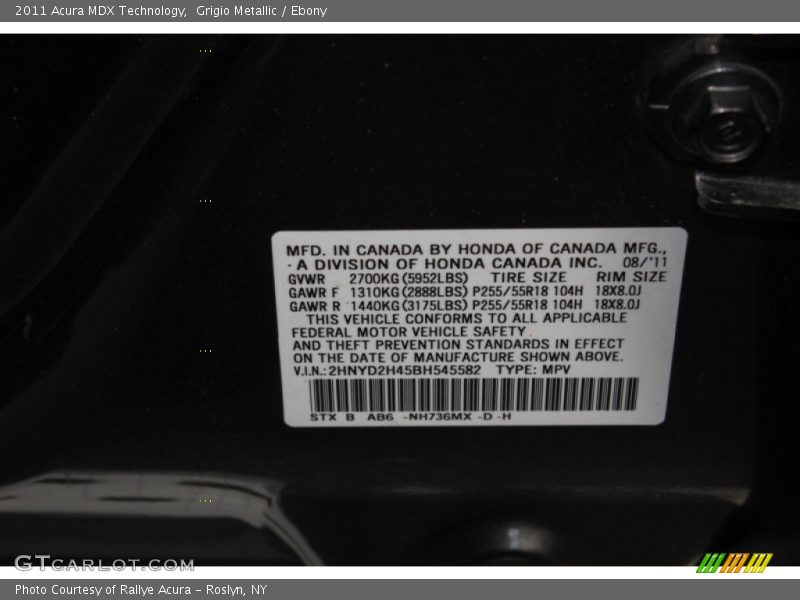 2011 Acura MDX Technology,  Grigio Metallic / Ebony
MFD. IN CANADA BY HONDA OF CANADA MFG.,
A DIVISION OF HONDA CANADA INC. 08/'11
GVWR 2700KG(5952LBS) TIRE SIZE RIM SIZE
GAWR F 1310KG(2888LBS) P255/55R18 104H 18X8.0J
GAWR R 1440KG(3175LBS) P255/55R18 104H 18X8.0J
THIS VEHICLE CONFORMS TO ALL APPLICABLE
FEDERAL MOTOR VEHICLE SAFETY
AND THEFT PREVENTION STANDARDS IN EFFECT
ON THE DATE OF MANUFACTURE SHOWN ABOVE.
V.I.N.: 2HNYD2H45BH545582 TYPE: MPV
STX B AB6 -NH736MX -D -H
GTCARLOT.COM
Photo Courtesy of Rallye Acura – Roslyn, NY